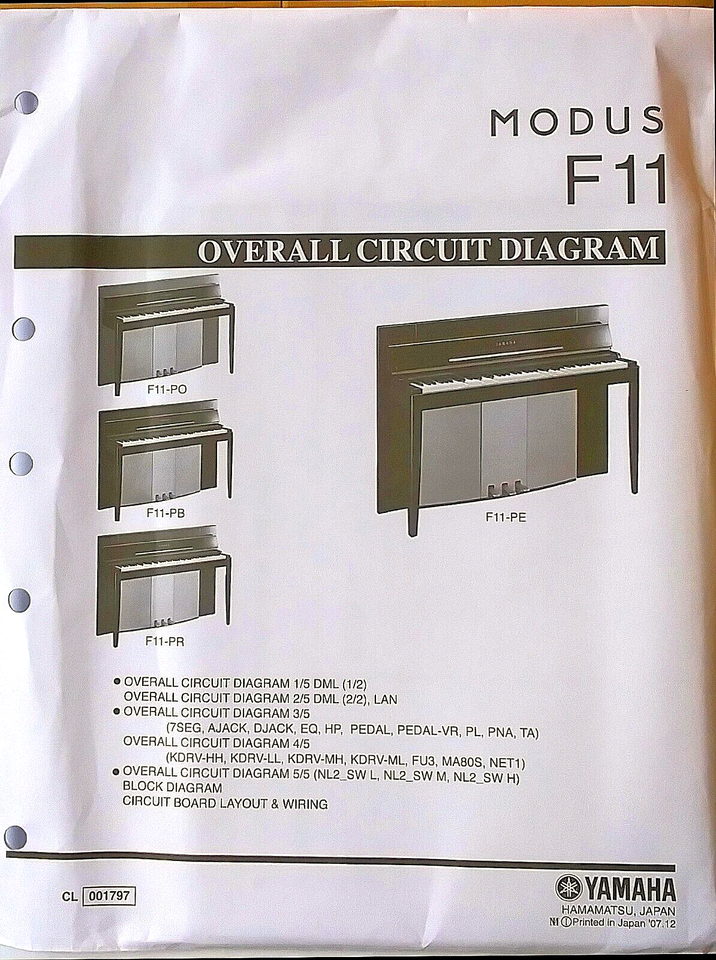 MODUS
F11
OVERALL CIRCUIT DIAGRAM
F11-PO
YAMAHA
F11-PB
F11-PE
F11-PR
● OVERALL CIRCUIT DIAGRAM 1/5 DML (1/2)
OVERALL CIRCUIT DIAGRAM 2/5 DML (2/2), LAN
● OVERALL CIRCUIT DIAGRAM 3/5
(7SEG, AJACK, DJACK, EQ, HP, PEDAL, PEDAL-VR, PL, PNA, TA)
OVERALL CIRCUIT DIAGRAM 4/5
(KDRV-HH, KDRV-LL, KDRV-MH, KDRV-ML, FU3, MA80S, NET1)
● OVERALL CIRCUIT DIAGRAM 5/5 (NL2_SW L, NL2_SW M, NL2_SW H)
BLOCK DIAGRAM
CIRCUIT BOARD LAYOUT & WIRING
CL 001797
YAMAHA
HAMAMATSU, JAPAN
Printed in Japan '07.12